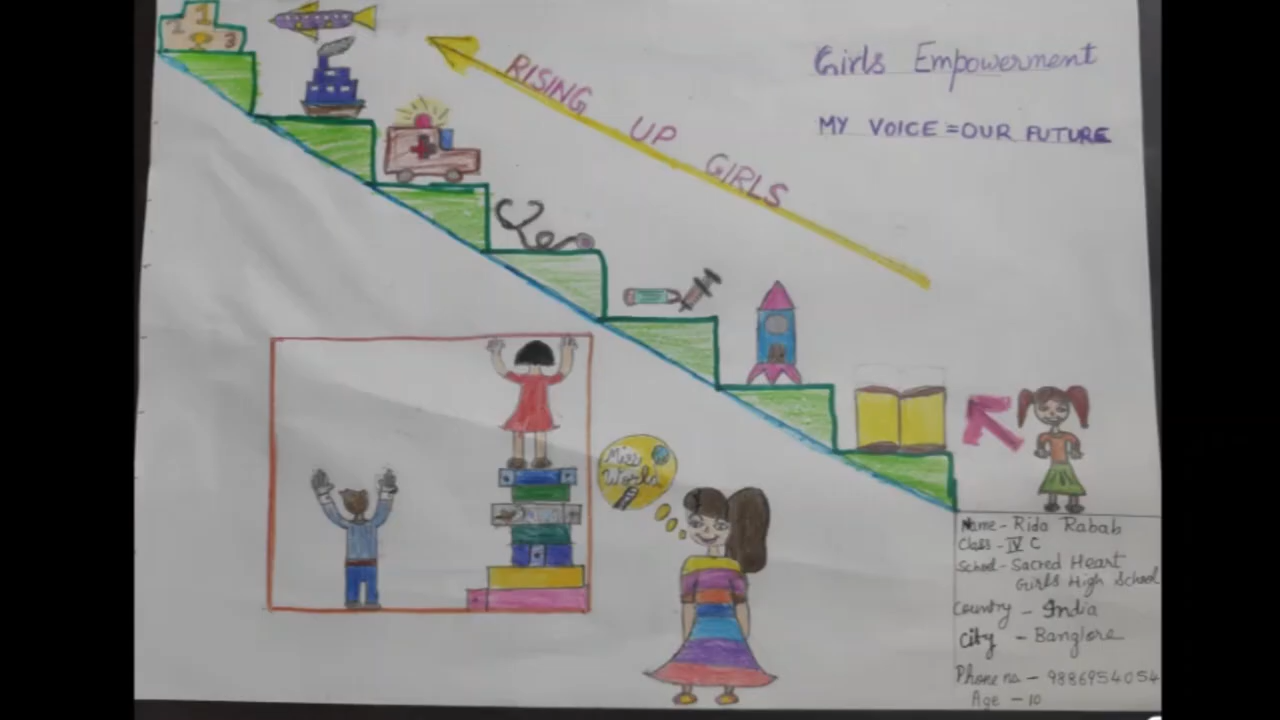 1
2
3
RISING UP GIRLS
Girls Empowerment
MY VOICE = OUR FUTURE
Miss
World
Name - Rida Rabab
Class - IV C
School - Sacred Heart
Girls High School
Country - India
City - Banglore
Phone no - 9886954054
Age - 10